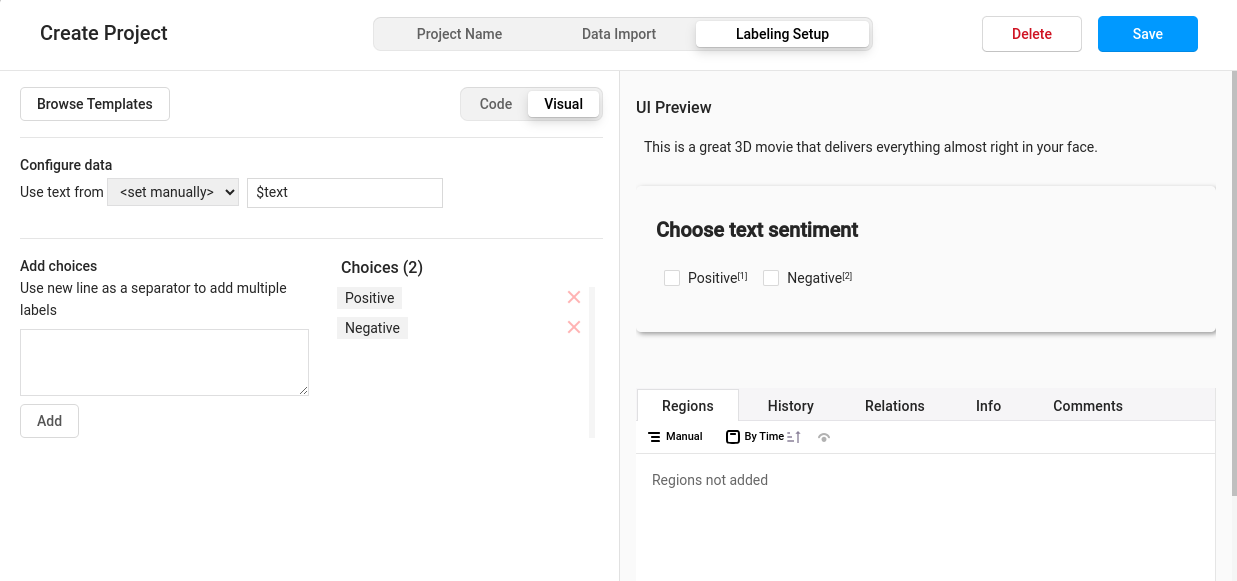 Create Project
Project Name
Data Import
Labeling Setup
Delete
Save
Browse Templates
Code
Visual
Configure data
Use text from <set manually> $text
Add choices
Use new line as a separator to add multiple
labels
Add
Choices (2)
Positive
Negative
UI Preview
This is a great 3D movie that delivers everything almost right in your face.
Choose text sentiment
Positive[1] Negative[2]
Regions
History
Relations
Info
Comments
Manual
By Time
Regions not added